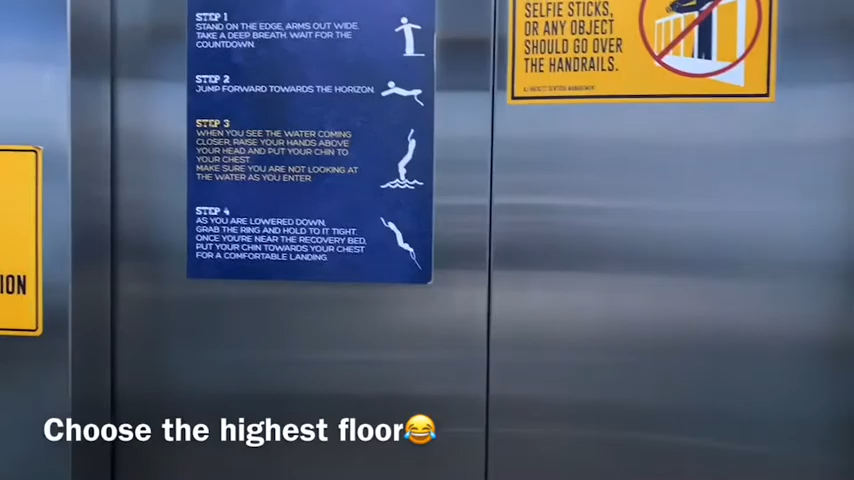 STEP 1
STAND ON THE EDGE, ARMS OUT WIDE.
TAKE A DEEP BREATH. WAIT FOR THE
COUNTDOWN.
STEP 2
JUMP FORWARD TOWARDS THE HORIZON.
STEP 3
WHEN YOU SEE THE WATER COMING
CLOSER, RAISE YOUR HANDS ABOVE
YOUR HEAD AND PUT YOUR CHIN TO
YOUR CHEST.
MAKE SURE YOU ARE NOT LOOKING AT
THE WATER AS YOU ENTER.
STEP 4
AS YOU ARE LOWERED DOWN,
GRAB THE RING AND HOLD TO IT TIGHT.
ONCE YOU'RE NEAR THE RECOVERY BED,
PUT YOUR CHIN TOWARDS YOUR CHEST
FOR A COMFORTABLE LANDING.
SELFIE STICKS,
OR ANY OBJECT
SHOULD GO OVER
THE HANDRAILS.
ION
Choose the highest floor😂